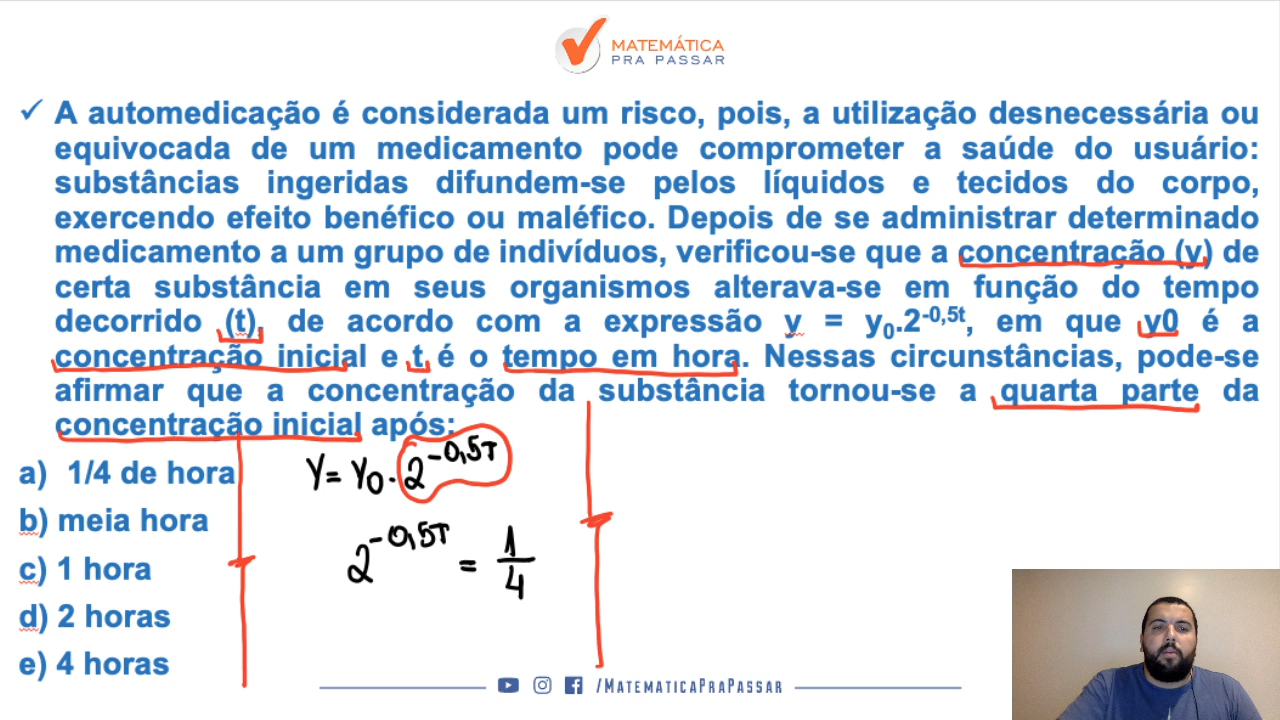 MATEMÁTICA
PRA PASSAR
✓ A automedicação é considerada um risco, pois, a utilização desnecessária ou
equivocada de um medicamento pode comprometer a saúde do usuário:
substâncias ingeridas difundem-se pelos líquidos e tecidos do corpo,
exercendo efeito benéfico ou maléfico. Depois de se administrar determinado
medicamento a um grupo de indivíduos, verificou-se que a concentração (y) de
certa substância em seus organismos alterava-se em função do tempo
decorrido (t), de acordo com a expressão y = y₀.2^-0,5t, em que y0 é a
concentração inicial e t é o tempo em hora. Nessas circunstâncias, pode-se
afirmar que a concentração da substância tornou-se a quarta parte da
concentração inicial após:
a) 1/4 de hora
b) meia hora
c) 1 hora
d) 2 horas
e) 4 horas
Y = Y₀ · 2^-0,5T
2^-0,5T = 1/4
/MATEMATICAPRAPASSAR